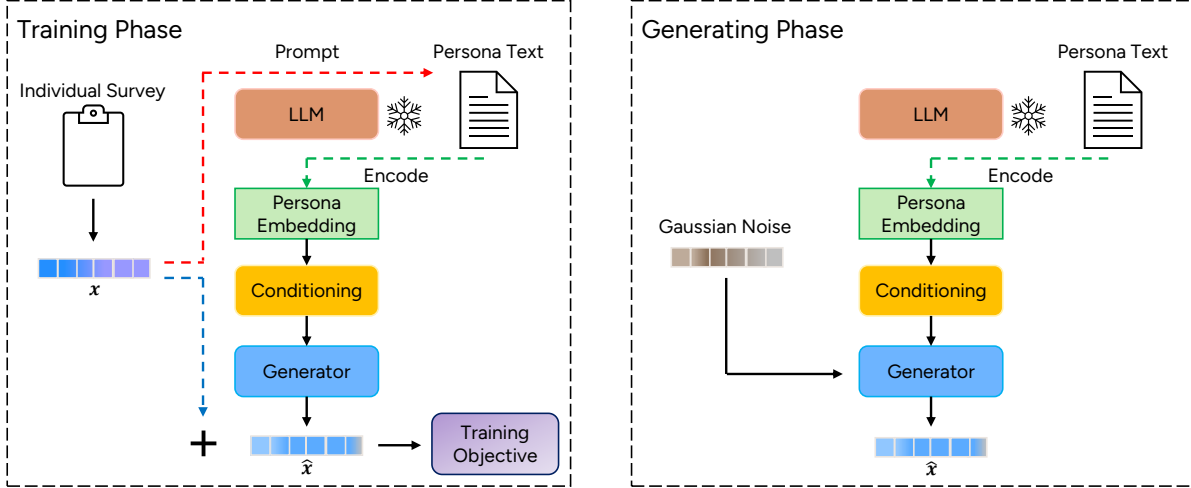 Training Phase
Prompt
Persona Text
Individual Survey
LLM
Encode
Persona
Embedding
x
Conditioning
Generator
+
x̂
Training
Objective
Generating Phase
Persona Text
LLM
Encode
Persona
Embedding
Gaussian Noise
Conditioning
Generator
x̂